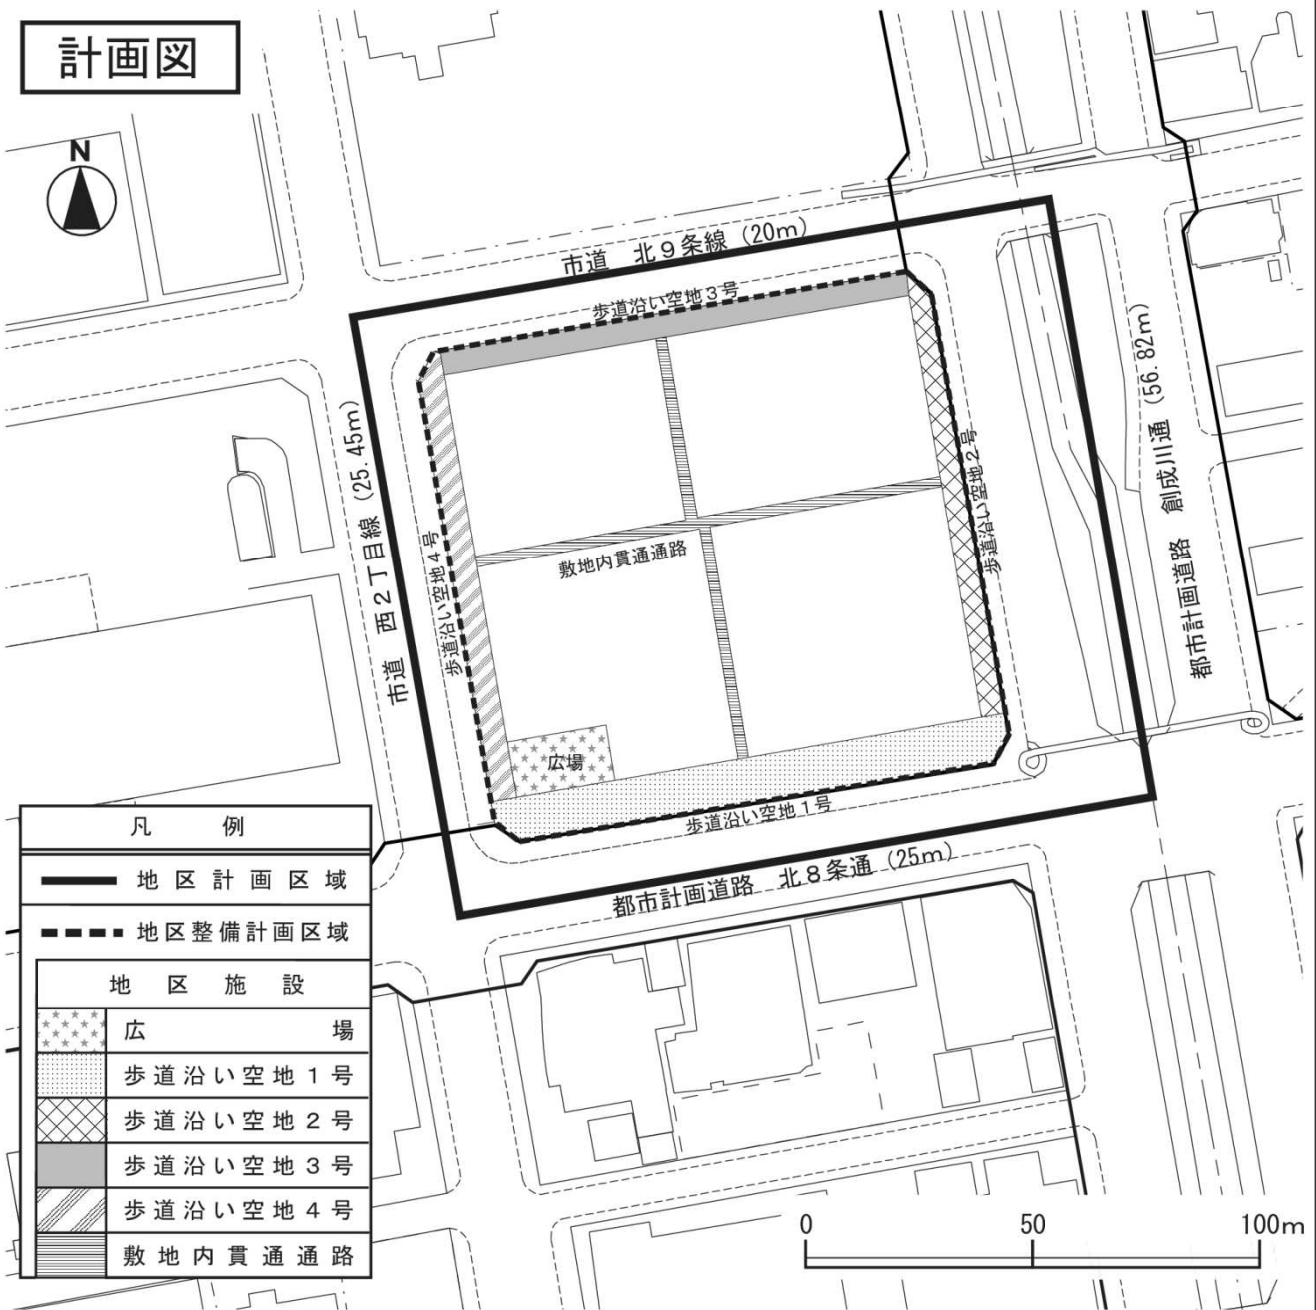 計画図
N
市道 北9条線(20m)
歩道沿い空地3号
市道 西2丁目線(25.45m)
歩道沿い空地4号
敷地内貫通通路
歩道沿い空地2号
都市計画道路 創成川通(56.82m)
広場
歩道沿い空地1号
都市計画道路 北8条通(25m)
凡例
地区計画区域
地区整備計画区域
地区施設
広場
歩道沿い空地1号
歩道沿い空地2号
歩道沿い空地3号
歩道沿い空地4号
敷地内貫通通路
0 50 100m